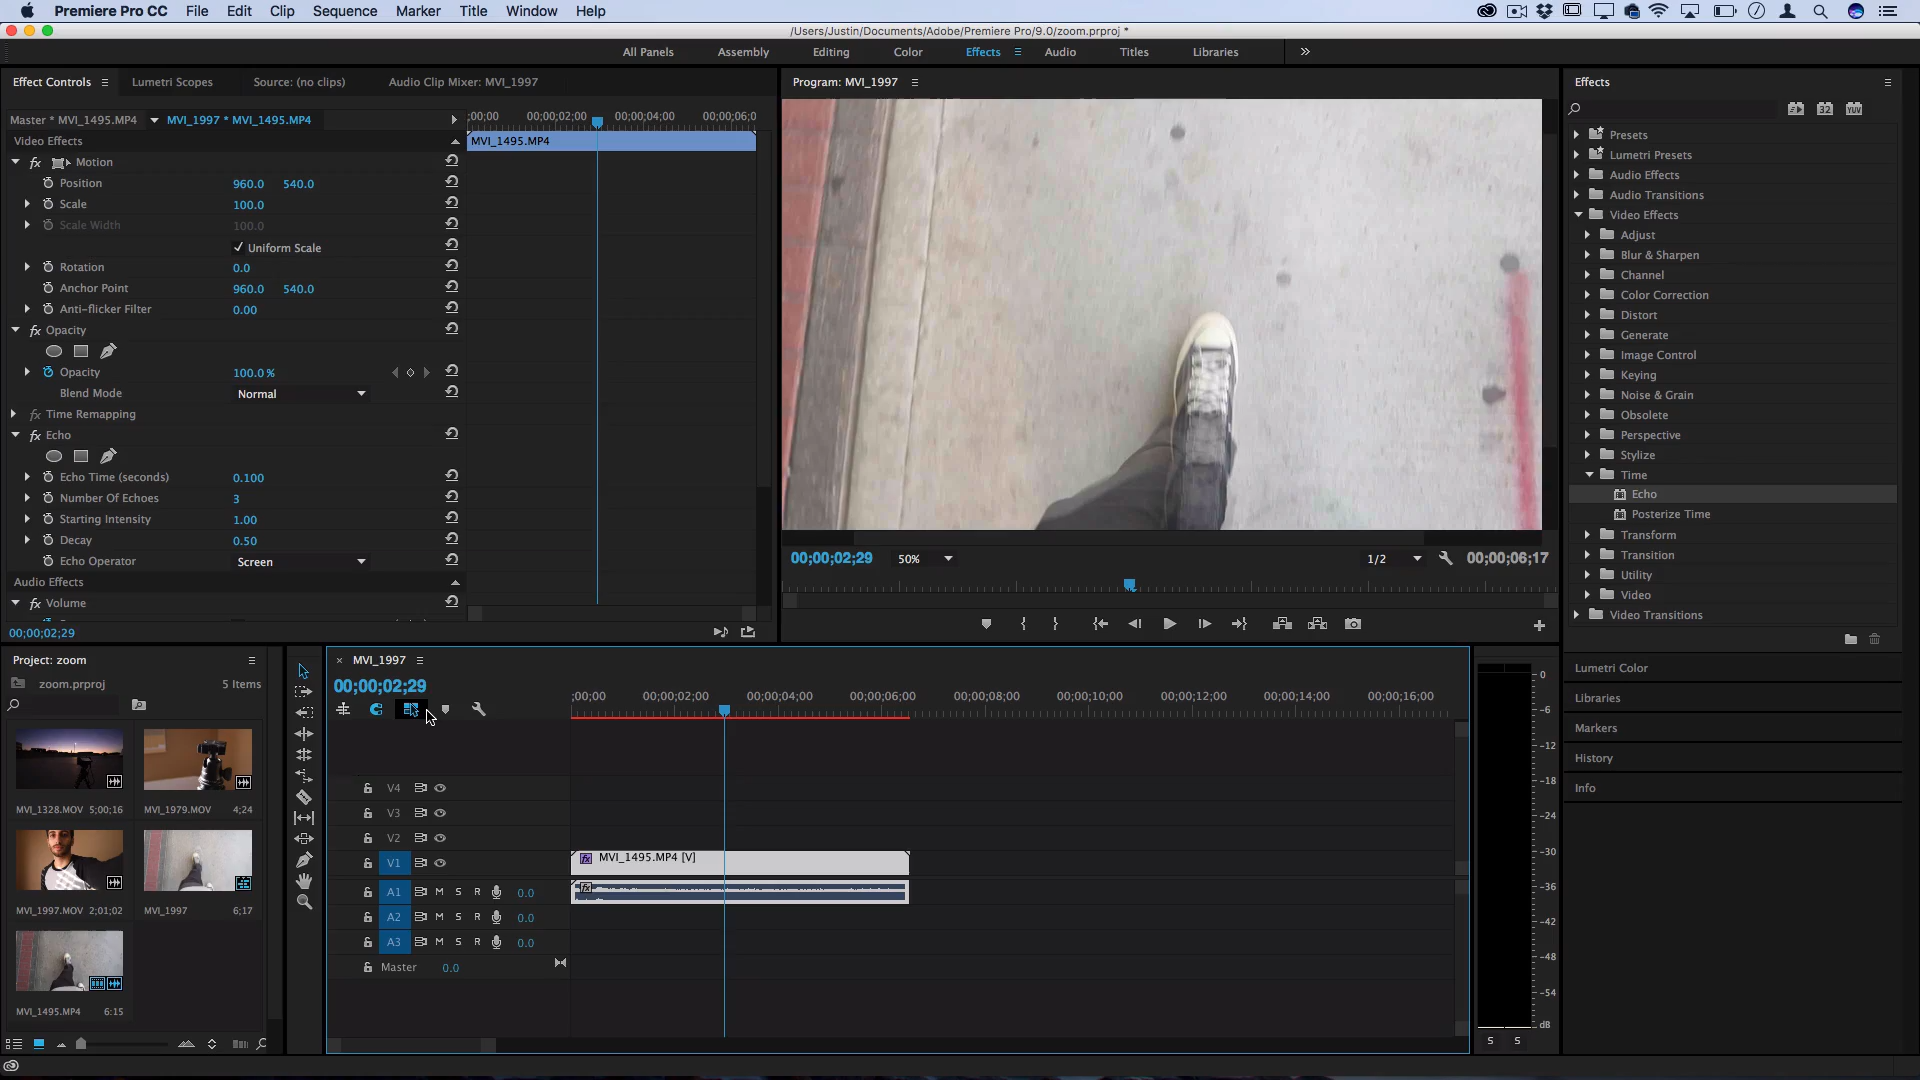 Premiere Pro CC File Edit Clip Sequence Marker Title Window Help
/Users/Justin/Documents/Adobe/Premiere Pro/9.0/zoom.prproj *
All Panels Assembly Editing Color Effects Audio Titles Libraries
Effect Controls Lumetri Scopes Source: (no clips) Audio Clip Mixer: MVI_1997
Master * MVI_1495.MP4 MVI_1997 * MVI_1495.MP4
;00;00 00;00;02;00 00;00;04;00 00;00;06;0
Video Effects
MVI_1495.MP4
fx Motion
Position 960.0 540.0
Scale 100.0
Scale Width 100.0
Uniform Scale
Rotation 0.0
Anchor Point 960.0 540.0
Anti-flicker Filter 0.00
fx Opacity
Opacity 100.0 %
Blend Mode Normal
fx Time Remapping
fx Echo
Echo Time (seconds) 0.100
Number Of Echoes 3
Starting Intensity 1.00
Decay 0.50
Echo Operator Screen
Audio Effects
fx Volume
00;00;02;29
Program: MVI_1997
00;00;02;29 50% 1/2 00;00;06;17
Effects
32 YUV
Presets
Lumetri Presets
Audio Effects
Audio Transitions
Video Effects
Adjust
Blur & Sharpen
Channel
Color Correction
Distort
Generate
Image Control
Keying
Noise & Grain
Obsolete
Perspective
Stylize
Time
Echo
Posterize Time
Transform
Transition
Utility
Video
Video Transitions
Lumetri Color
Libraries
Markers
History
Info
Project: zoom
zoom.prproj 5 Items
MVI_1328.MOV 5;00;16
MVI_1979.MOV 4;24
MVI_1997.MOV 2;01;02
MVI_1997 6;17
MVI_1495.MP4 6:15
× MVI_1997
00;00;02;29
;00;00 00;00;02;00 00;00;04;00 00;00;06;00 00;00;08;00 00;00;10;00 00;00;12;00 00;00;14;00 00;00;16;00
V4
V3
V2
V1
fx MVI_1495.MP4 [V]
A1 M S R 0.0
fx
A2 M S R 0.0
A3 M S R 0.0
Master 0.0
0
-6
-12
-18
-24
-30
-36
-42
-48
-54
dB
S S